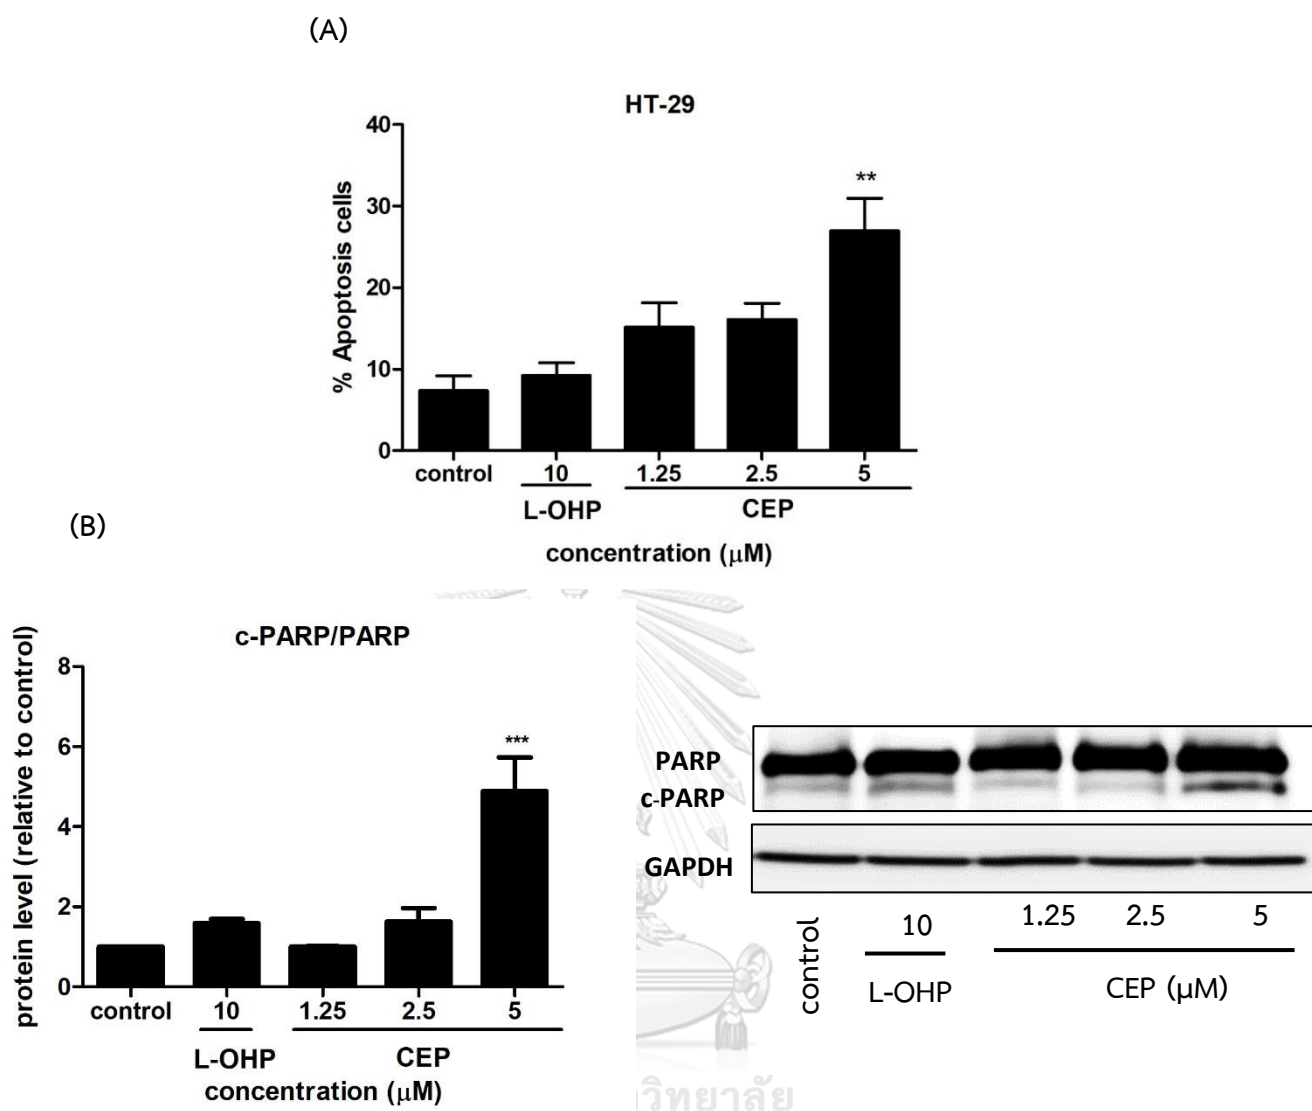 (A)
HT-29
% Apoptosis cells
40
30
20
10
0
**
control 10 1.25 2.5 5
L-OHP CEP
concentration (μM)
(B)
c-PARP/PARP
protein level (relative to control)
8
6
4
2
0
***
control 10 1.25 2.5 5
L-OHP CEP
concentration (μM)
PARP
c-PARP
GAPDH
control 10 1.25 2.5 5
L-OHP CEP (μM)
วิทยาลัย